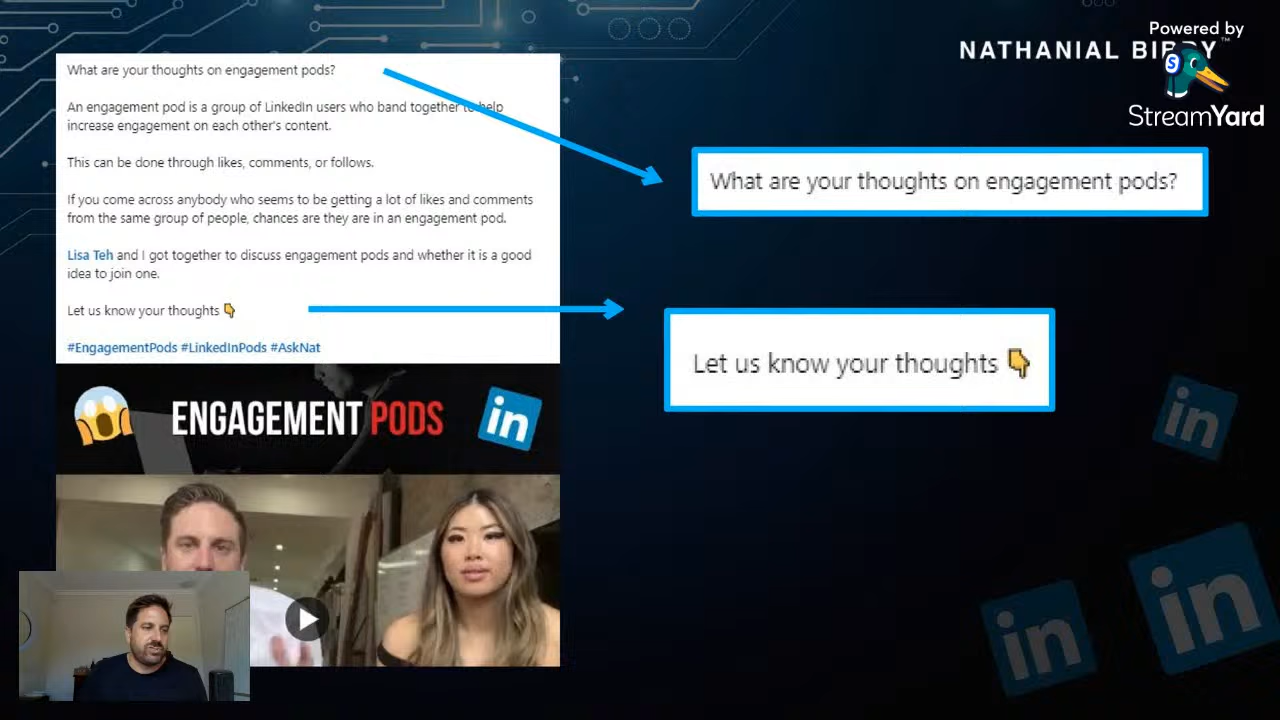 What are your thoughts on engagement pods?
An engagement pod is a group of LinkedIn users who band together to help
increase engagement on each other's content.
This can be done through likes, comments, or follows.
If you come across anybody who seems to be getting a lot of likes and comments
from the same group of people, chances are they are in an engagement pod.
Lisa Teh and I got together to discuss engagement pods and whether it is a good
idea to join one.
Let us know your thoughts 👇
#EngagementPods #LinkedInPods #AskNat
ENGAGEMENT PODS
in
NATHANIAL BIBBY
Powered by
S
StreamYard™
What are your thoughts on engagement pods?
Let us know your thoughts 👇
in
in
in